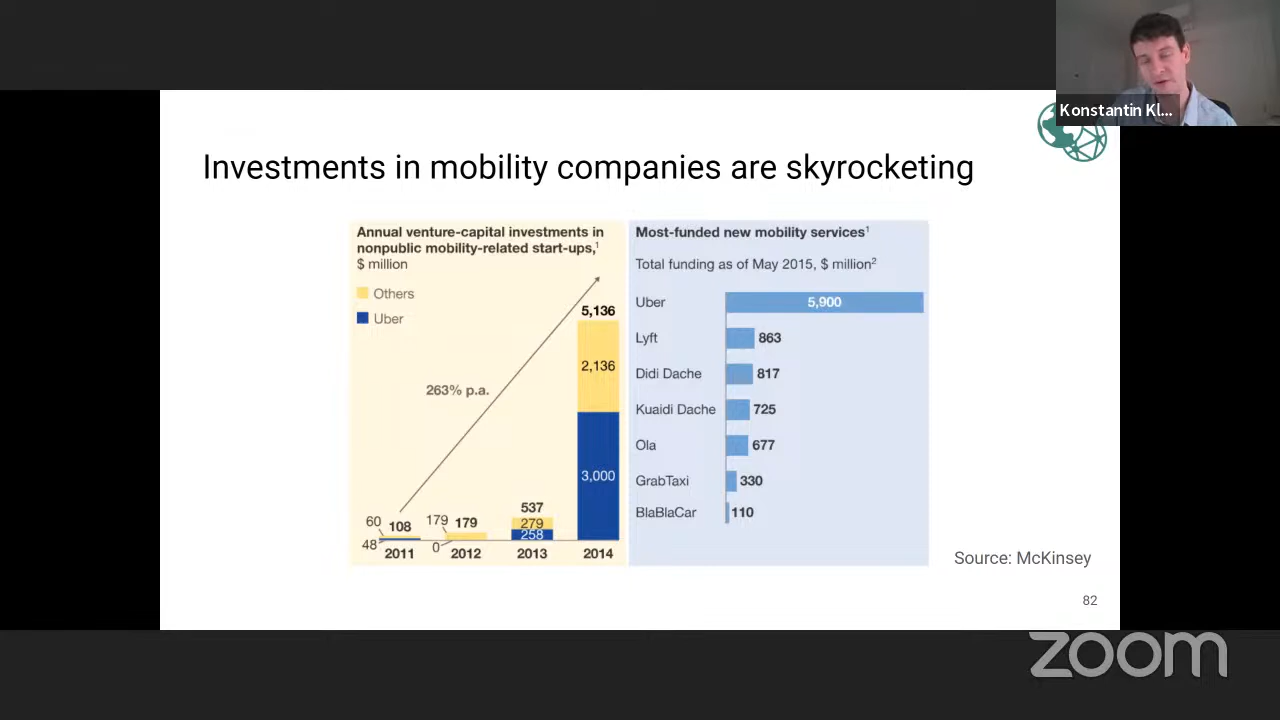 Konstantin Kl...
Investments in mobility companies are skyrocketing
Annual venture-capital investments in
nonpublic mobility-related start-ups,¹
$ million
Others
Uber
263% p.a.
5,136
2,136
3,000
537
279
258
179 179
0
60 108
48
2011 2012 2013 2014
Most-funded new mobility services¹
Total funding as of May 2015, $ million²
Uber 5,900
Lyft 863
Didi Dache 817
Kuaidi Dache 725
Ola 677
GrabTaxi 330
BlaBlaCar 110
Source: McKinsey
82
zoom